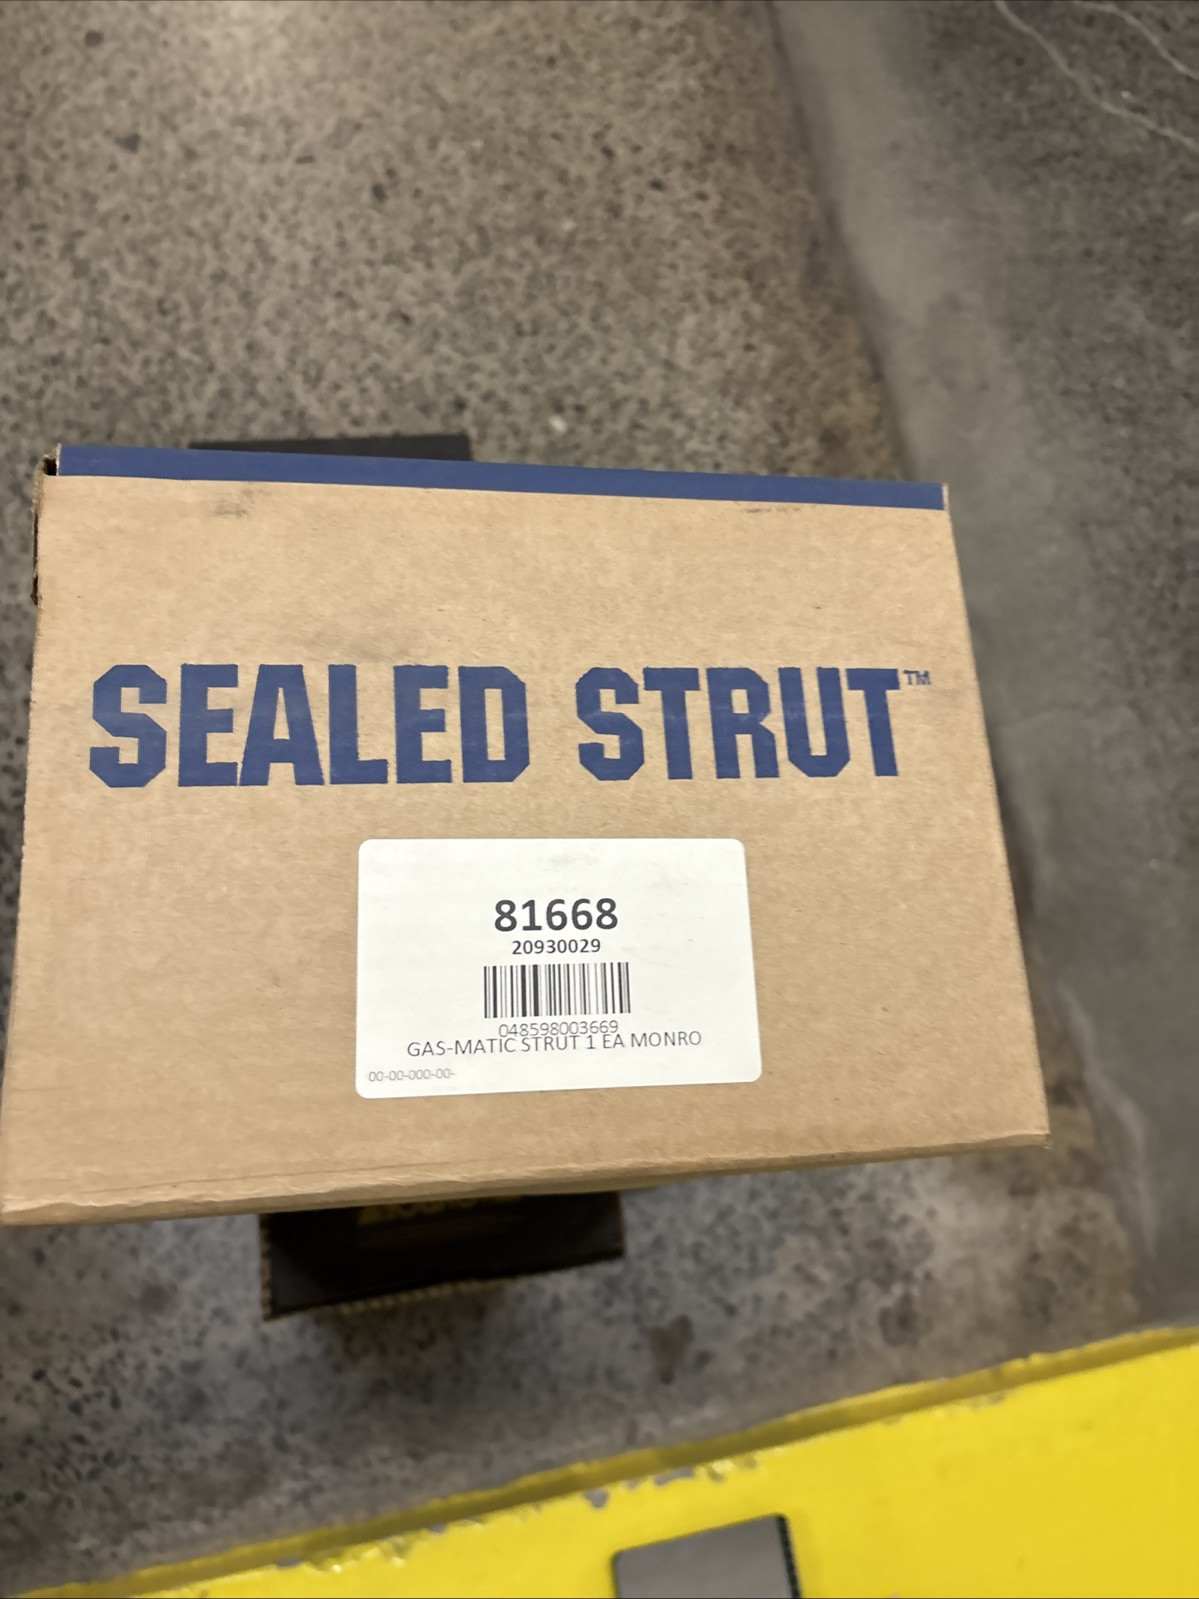 SEALED STRUT™
81668
20930029
048598003669
GAS-MATIC STRUT 1 EA MONRO
00-00-000-00-